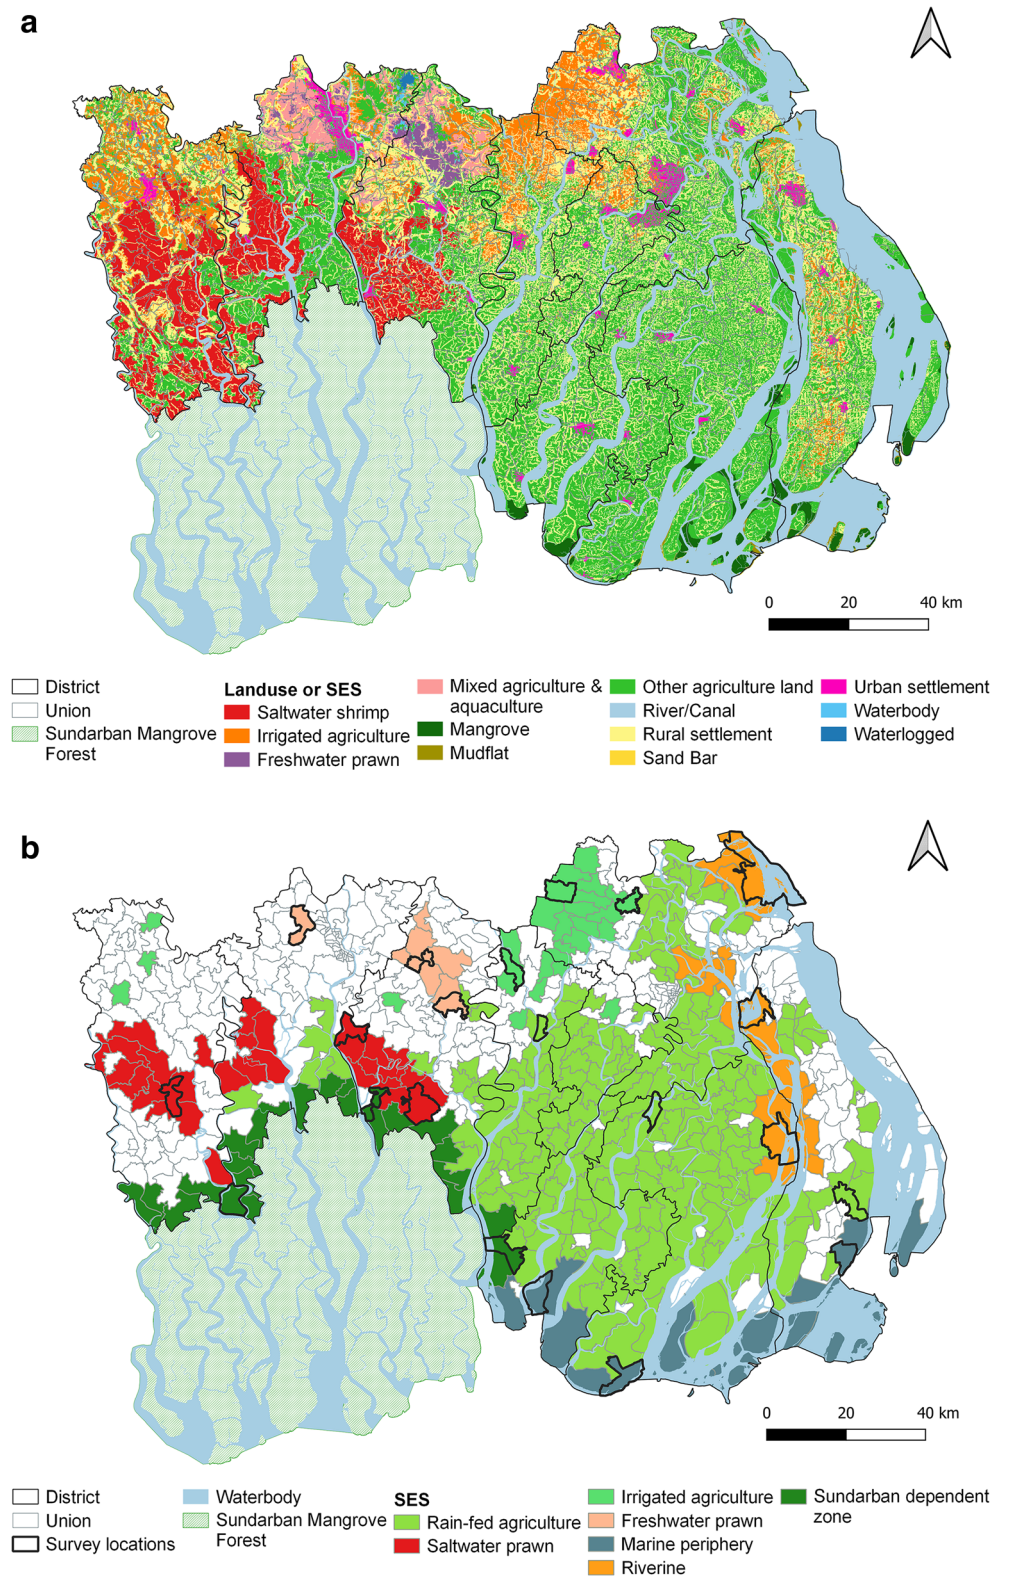 a
0 20 40 km
District
Union
Sundarban Mangrove
Forest
Landuse or SES
Saltwater shrimp
Irrigated agriculture
Freshwater prawn
Mixed agriculture &
aquaculture
Mangrove
Mudflat
Other agriculture land
River/Canal
Rural settlement
Sand Bar
Urban settlement
Waterbody
Waterlogged
b
0 20 40 km
District
Union
Survey locations
Waterbody
Sundarban Mangrove
Forest
SES
Rain-fed agriculture
Saltwater prawn
Irrigated agriculture
Freshwater prawn
Marine periphery
Riverine
Sundarban dependent
zone